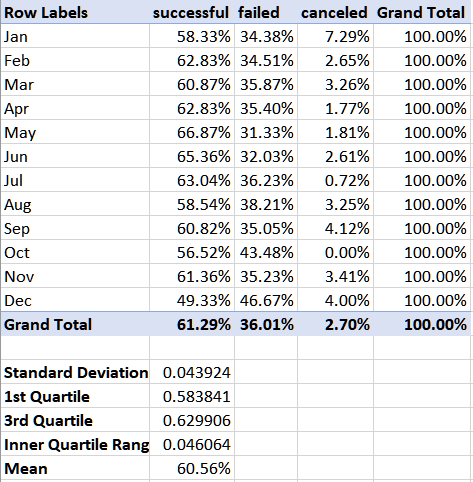 Row Labels successful failed canceled Grand Total
Jan 58.33% 34.38% 7.29% 100.00%
Feb 62.83% 34.51% 2.65% 100.00%
Mar 60.87% 35.87% 3.26% 100.00%
Apr 62.83% 35.40% 1.77% 100.00%
May 66.87% 31.33% 1.81% 100.00%
Jun 65.36% 32.03% 2.61% 100.00%
Jul 63.04% 36.23% 0.72% 100.00%
Aug 58.54% 38.21% 3.25% 100.00%
Sep 60.82% 35.05% 4.12% 100.00%
Oct 56.52% 43.48% 0.00% 100.00%
Nov 61.36% 35.23% 3.41% 100.00%
Dec 49.33% 46.67% 4.00% 100.00%
Grand Total 61.29% 36.01% 2.70% 100.00%
Standard Deviation 0.043924
1st Quartile 0.583841
3rd Quartile 0.629906
Inner Quartile Rang 0.046064
Mean 60.56%